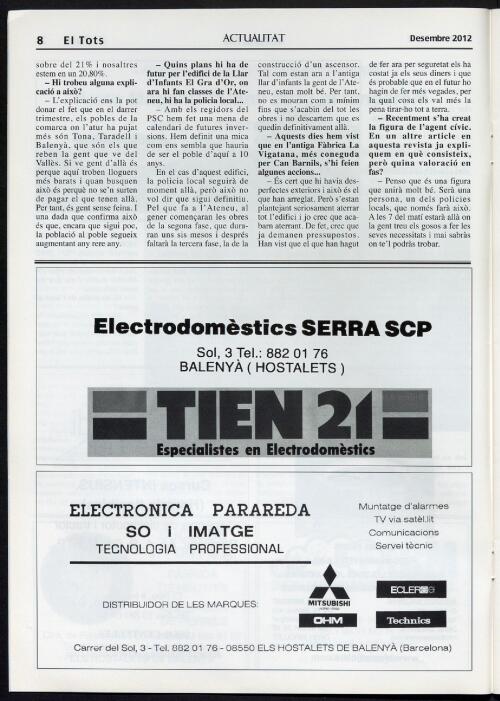 8 El Tots
ACTUALITAT
Desembre 2012
sobre del 21% i nosaltres
estem en un 20,80%.
– Hi trobeu alguna expli-
cació a això?
– L'explicació ens la pot
donar el fet que en el darrer
trimestre, els pobles de la
comarca on l'atur ha pujat
més són Tona, Taradell i
Balenyà, que són els que
reben la gent que ve del
Vallès. Si ve gent d'allà és
perquè aquí troben lloguers
més barats i quan busquen
això és perquè no se'n surten
de pagar el que tenen allà.
Per tant, és gent sense feina. I
una dada que confirma això
és que, encara que sigui poc,
la població al poble segueix
augmentant any rere any.
– Quins plans hi ha de
futur per l'edifici de la Llar
d'Infants El Gra d'Or, on
ara hi fan classes de l'Ate-
neu, hi ha la policia local...
– Amb els regidors del
PSC hem fet una mena de
calendari de futures inver-
sions. Hem definit una mica
com ens sembla que hauria
de ser el poble d'aquí a 10
anys.
En el cas d'aquest edifici,
la policia local seguirà de
moment allà, però això no
vol dir que sigui definitiu.
Pel que fa a l'Ateneu, al
gener començaran les obres
de la segona fase, que dura-
ran uns sis mesos i després
faltarà la tercera fase, la de la
construcció d'un ascensor.
Tal com estan ara a l'antiga
llar d'infants la gent de l'Ate-
neu, estan molt bé. Per tant,
no es mouran com a mínim
fins que s'acabin del tot les
obres i no descartem que es
quedin definitivament allà.
– Aquests dies hem vist
que en l'antiga Fàbrica La
Vigatana, més coneguda
per Can Barnils, s'hi feien
algunes accions...
– És cert que hi havia des-
perfectes exteriors i això és el
que han arreglat. Però s'estan
plantejant seriosament aterrar
tot l'edifici i jo crec que aca-
baran aterrant. De fet, crec que
ja demanen pressupostos.
Han vist que el que han hagut
de fer ara per seguretat els ha
costat ja els seus diners i que
és probable que en el futur ho
hagin de fer més vegades, per
la qual cosa els val més la
pena tirar-ho tot a terra.
– Recentment s'ha creat
la figura de l'agent cívic.
En un altre article en
aquesta revista ja expli-
quem en què consisteix,
però quina valoració en
fas?
– Penso que és una figura
que anirà molt bé. Serà una
persona, un dels policies
locals, que només farà això.
A les 7 del matí estarà allà on
la gent treu els gosos a fer les
seves necessitats i mai sabràs
on te'l podràs trobar.
Electrodomèstics SERRA SCP
Sol, 3 Tel.: 882 01 76
BALENYÀ ( HOSTALETS )
TIEN 21
Especialistes en Electrodomèstics
ELECTRONICA PARAREDA
SO i IMATGE
TECNOLOGIA PROFESSIONAL
Muntatge d'alarmes
TV via satèl.lit
Comunicacions
Servei tècnic
DISTRIBUIDOR DE LES MARQUES:
MITSUBISHI
OHM
ECLER
Technics
Carrer del Sol, 3 - Tel. 882 01 76 - 08550 ELS HOSTALETS DE BALENYÀ (Barcelona)